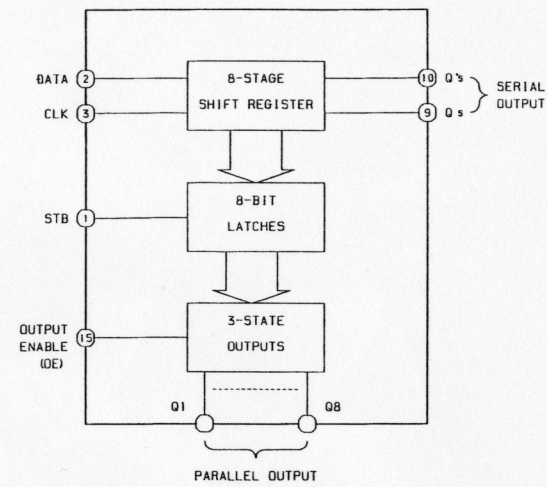 DATA 2
8-STAGE
SHIFT REGISTER
10 Q's
SERIAL
OUTPUT
CLK 3
9 Qs
8-BIT
LATCHES
STB 1
3-STATE
OUTPUTS
OUTPUT
ENABLE
(OE)
15
Q1
Q8
PARALLEL OUTPUT